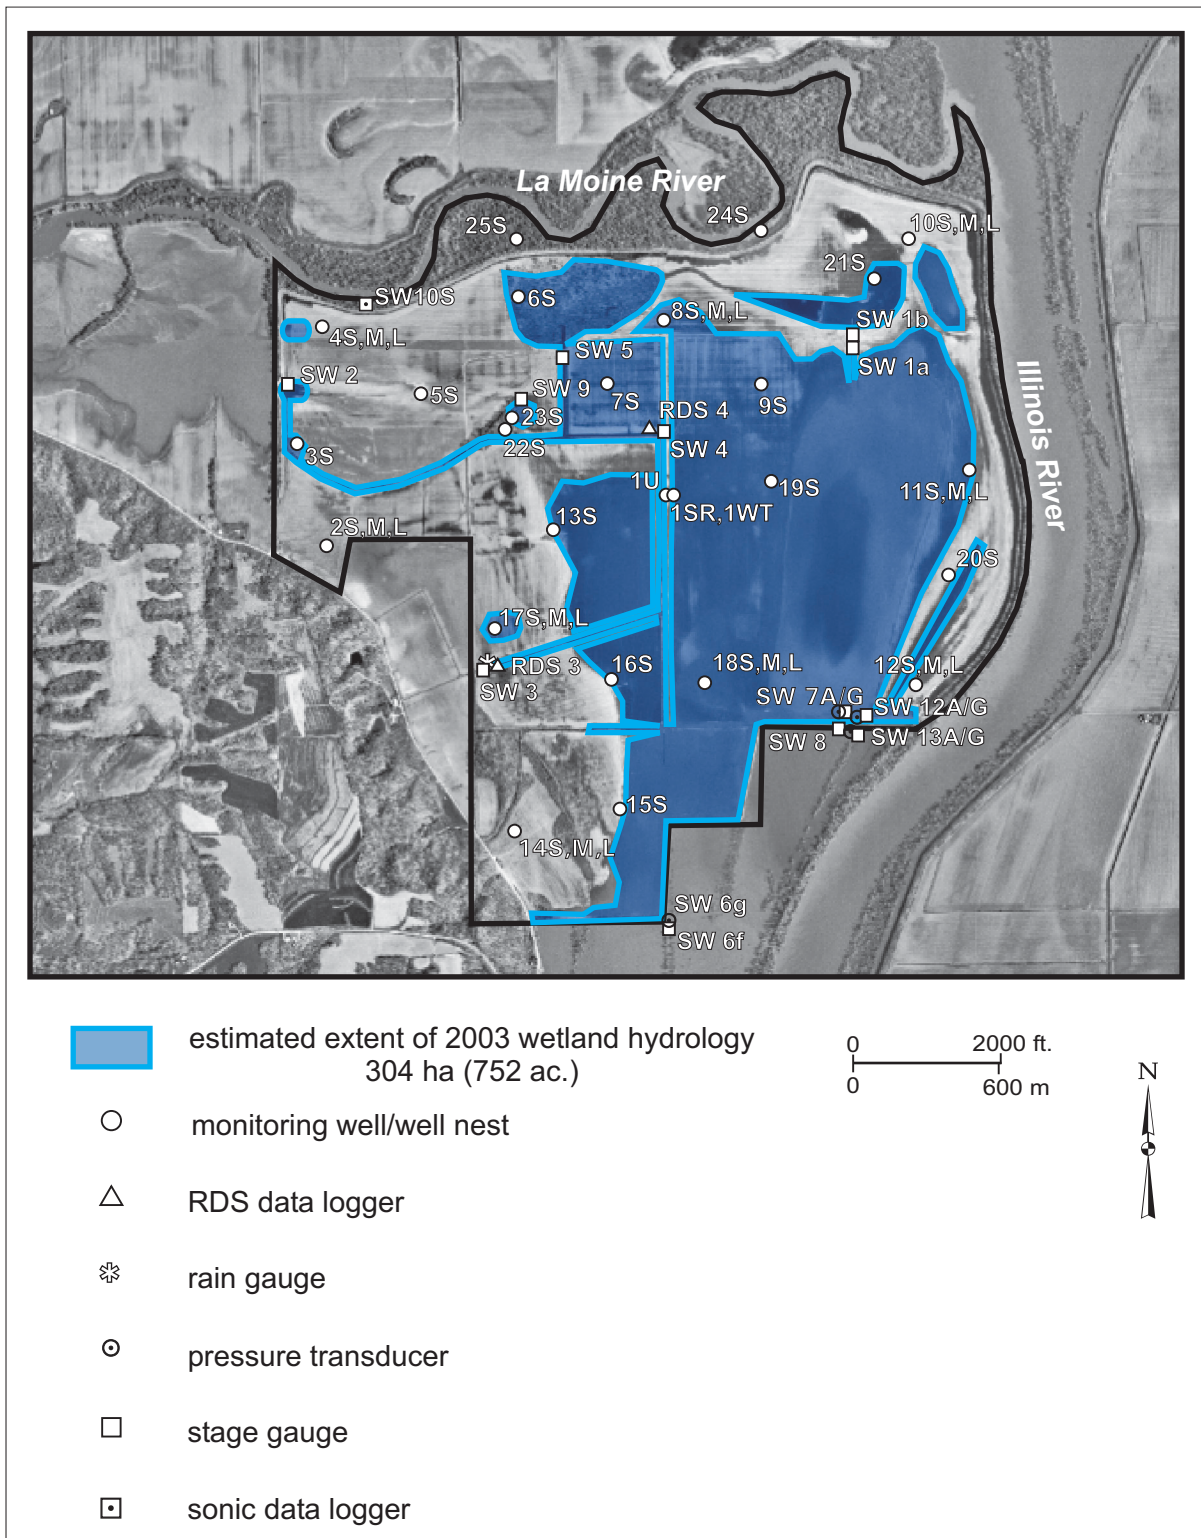 La Moine River
24S
25S
10S,M,L
21S
6S
SW10S
8S,M,L
4S,M,L
SW 1b
SW 5
SW 1a
SW 2
5S
SW 9
7S
9S
23S
RDS 4
22S
SW 4
3S
Illinois River
1U
19S
11S,M,L
1SR,1WT
13S
2S,M,L
20S
17S,M,L
RDS 3
16S
18S,M,L
12S,M,L
SW 3
SW 7A/G
SW 12A/G
SW 8
SW 13A/G
15S
14S,M,L
SW 6g
SW 6f
estimated extent of 2003 wetland hydrology
304 ha (752 ac.)
0 2000 ft.
0 600 m
N
monitoring well/well nest
RDS data logger
rain gauge
pressure transducer
stage gauge
sonic data logger